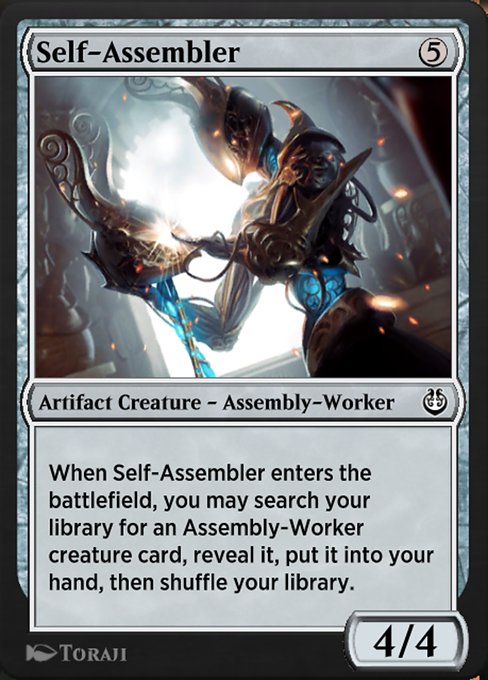 Self-Assembler 5
Artifact Creature – Assembly-Worker
When Self-Assembler enters the
battlefield, you may search your
library for an Assembly-Worker
creature card, reveal it, put it into your
hand, then shuffle your library.
4/4
Toraji